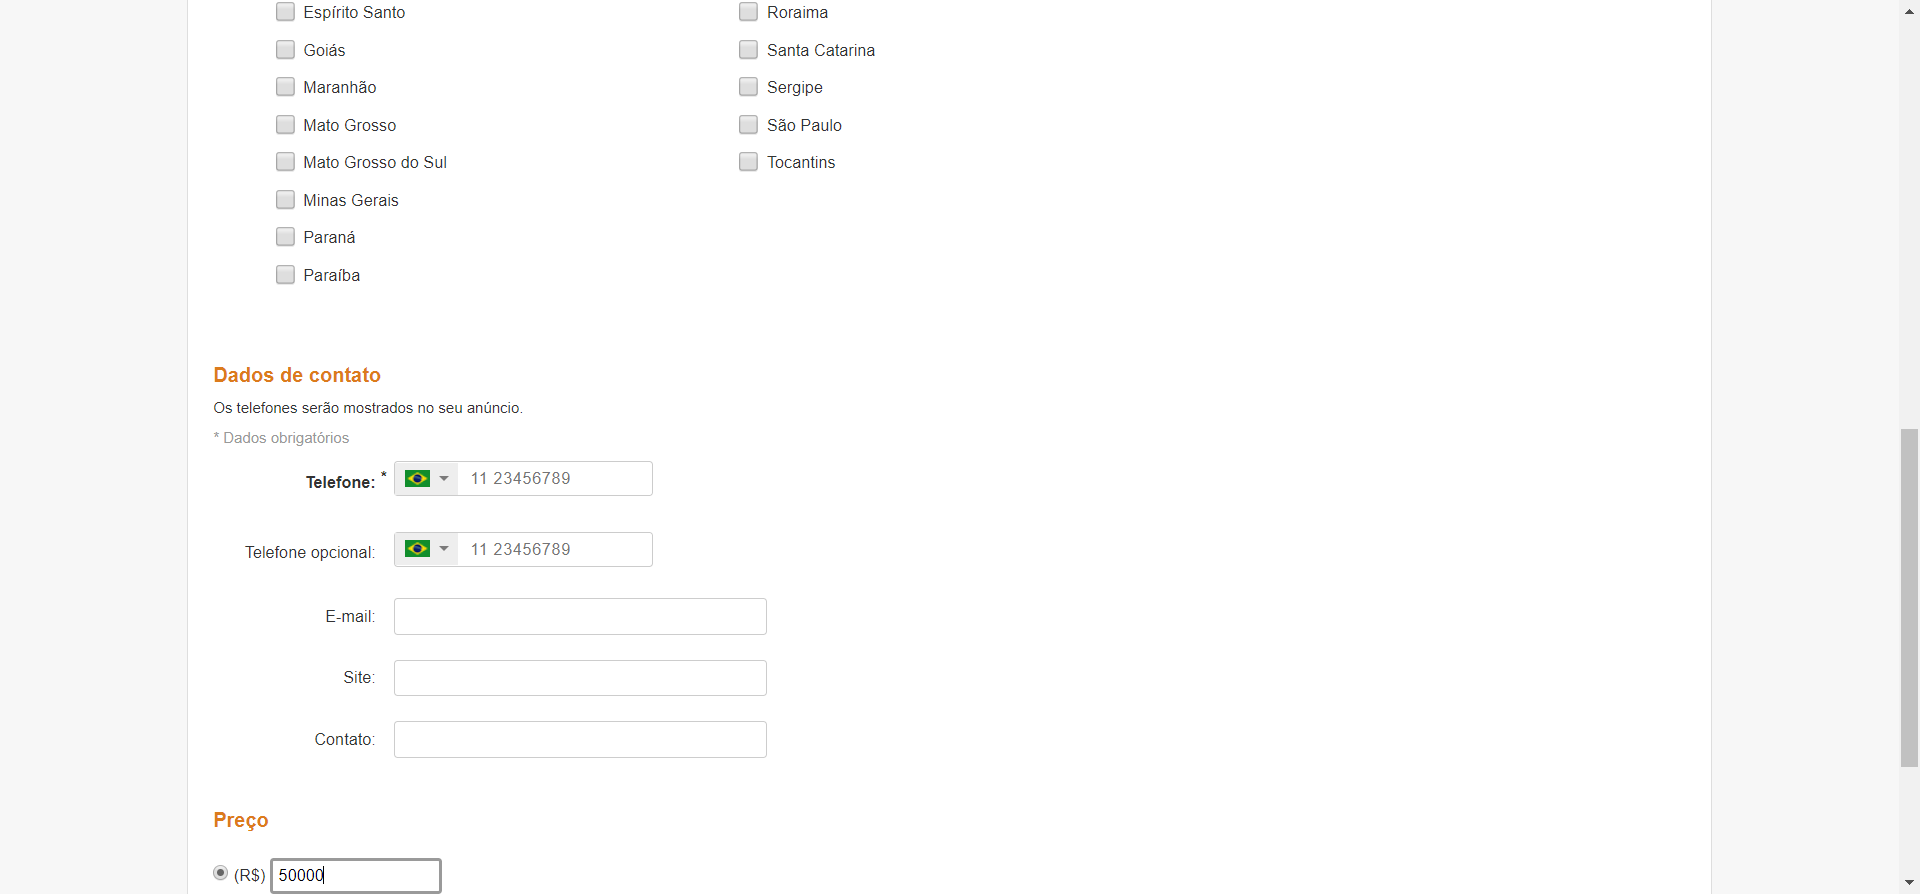 Espírito Santo
Goiás
Maranhão
Mato Grosso
Mato Grosso do Sul
Minas Gerais
Paraná
Paraíba
Roraima
Santa Catarina
Sergipe
São Paulo
Tocantins
Dados de contato
Os telefones serão mostrados no seu anúncio.
* Dados obrigatórios
Telefone: * 11 23456789
Telefone opcional: 11 23456789
E-mail:
Site:
Contato:
Preço
(R$) 50000